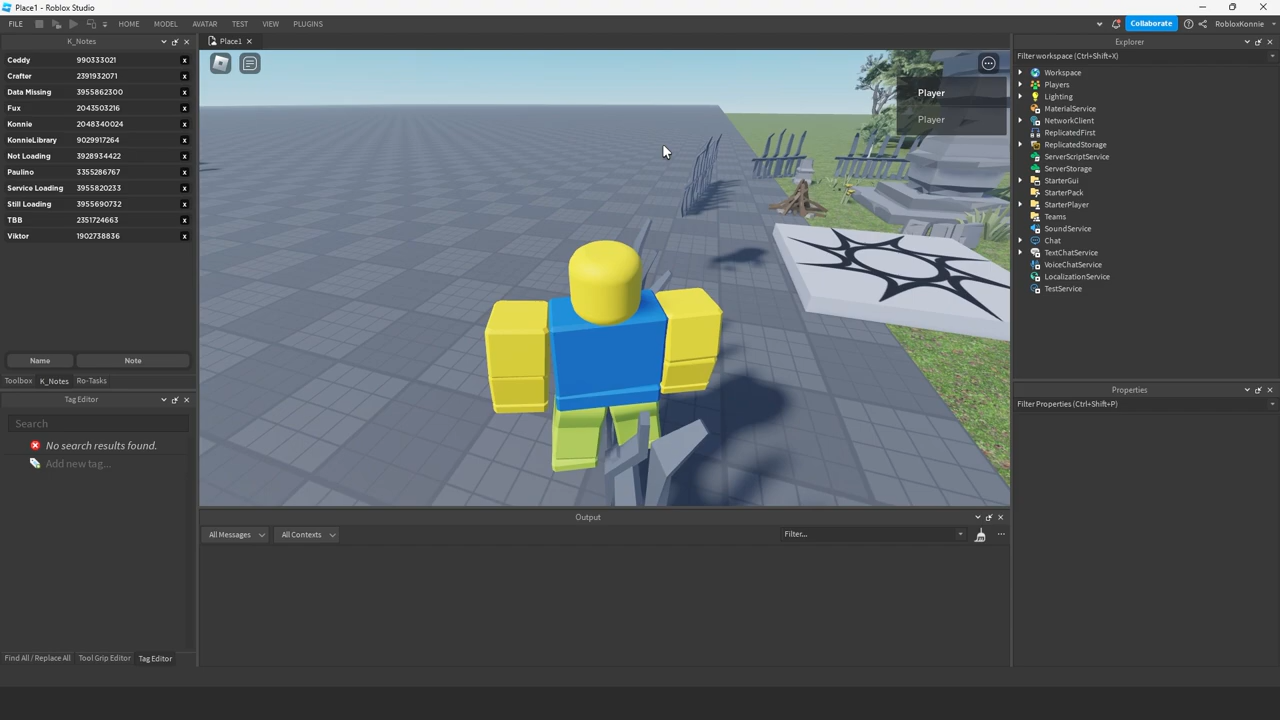 Place1 - Roblox Studio
FILE HOME MODEL AVATAR TEST VIEW PLUGINS Collaborate RobloxKonnie
K_Notes
Ceddy 990333021
Crafter 2391932071
Data Missing 3955862300
Fux 2043503216
Konnie 2048340024
KonnieLibrary 9029917264
Not Loading 3928934422
Paulino 3355286767
Service Loading 3955820233
Still Loading 3955690732
TBB 2351724663
Viktor 1902738836
Name Note
Toolbox K_Notes Ro-Tasks
Tag Editor
Search
No search results found.
Add new tag...
Find All / Replace All Tool Grip Editor Tag Editor
Place1
Player
Player
Output
All Messages All Contexts Filter...
Explorer
Filter workspace (Ctrl+Shift+X)
Workspace
Players
Lighting
MaterialService
NetworkClient
ReplicatedFirst
ReplicatedStorage
ServerScriptService
ServerStorage
StarterGui
StarterPack
StarterPlayer
Teams
SoundService
Chat
TextChatService
VoiceChatService
LocalizationService
TestService
Properties
Filter Properties (Ctrl+Shift+P)